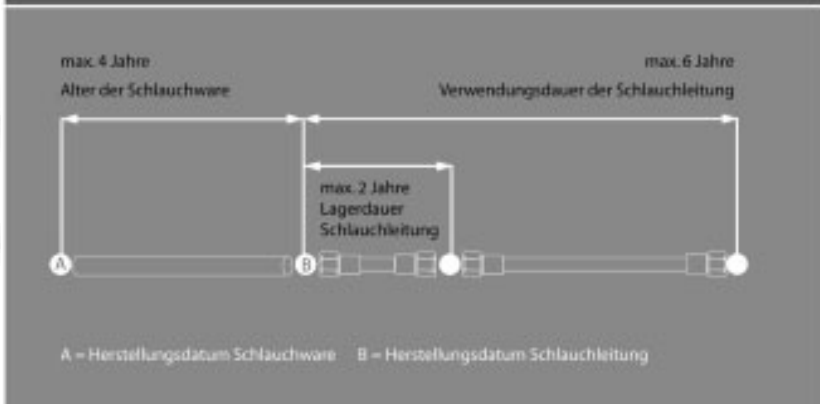 max. 4 Jahre
Alter der Schlauchware
max. 6 Jahre
Verwendungsdauer der Schlauchleitung
max. 2 Jahre
Lagerdauer
Schlauchleitung
A
B
A = Herstellungsdatum Schlauchware B = Herstellungsdatum Schlauchleitung